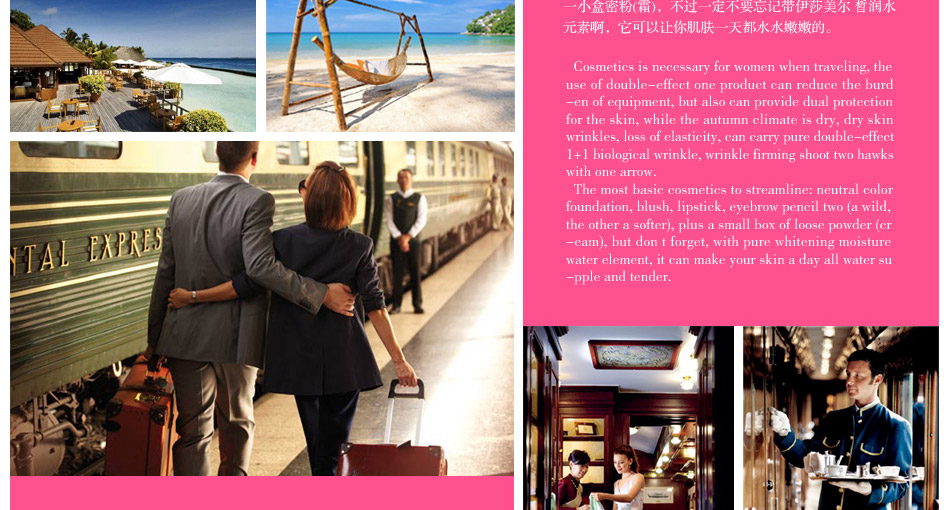 一小盒密粉(霜)，不过一定不要忘记带伊莎美尔 皙润水
元素啊，它可以让你肌肤一天都水水嫩嫩的。
Cosmetics is necessary for women when traveling, the
use of double-effect one product can reduce the burd
-en of equipment, but also can provide dual protection
for the skin, while the autumn climate is dry, dry skin
wrinkles, loss of elasticity, can carry pure double-effect
1+1 biological wrinkle, wrinkle firming shoot two hawks
with one arrow.
The most basic cosmetics to streamline: neutral color
foundation, blush, lipstick, eyebrow pencil two (a wild,
the other a softer), plus a small box of loose powder (cr
-eam), but don t forget, with pure whitening moisture
water element, it can make your skin a day all water su
-pple and tender.
NTAL EXPRES